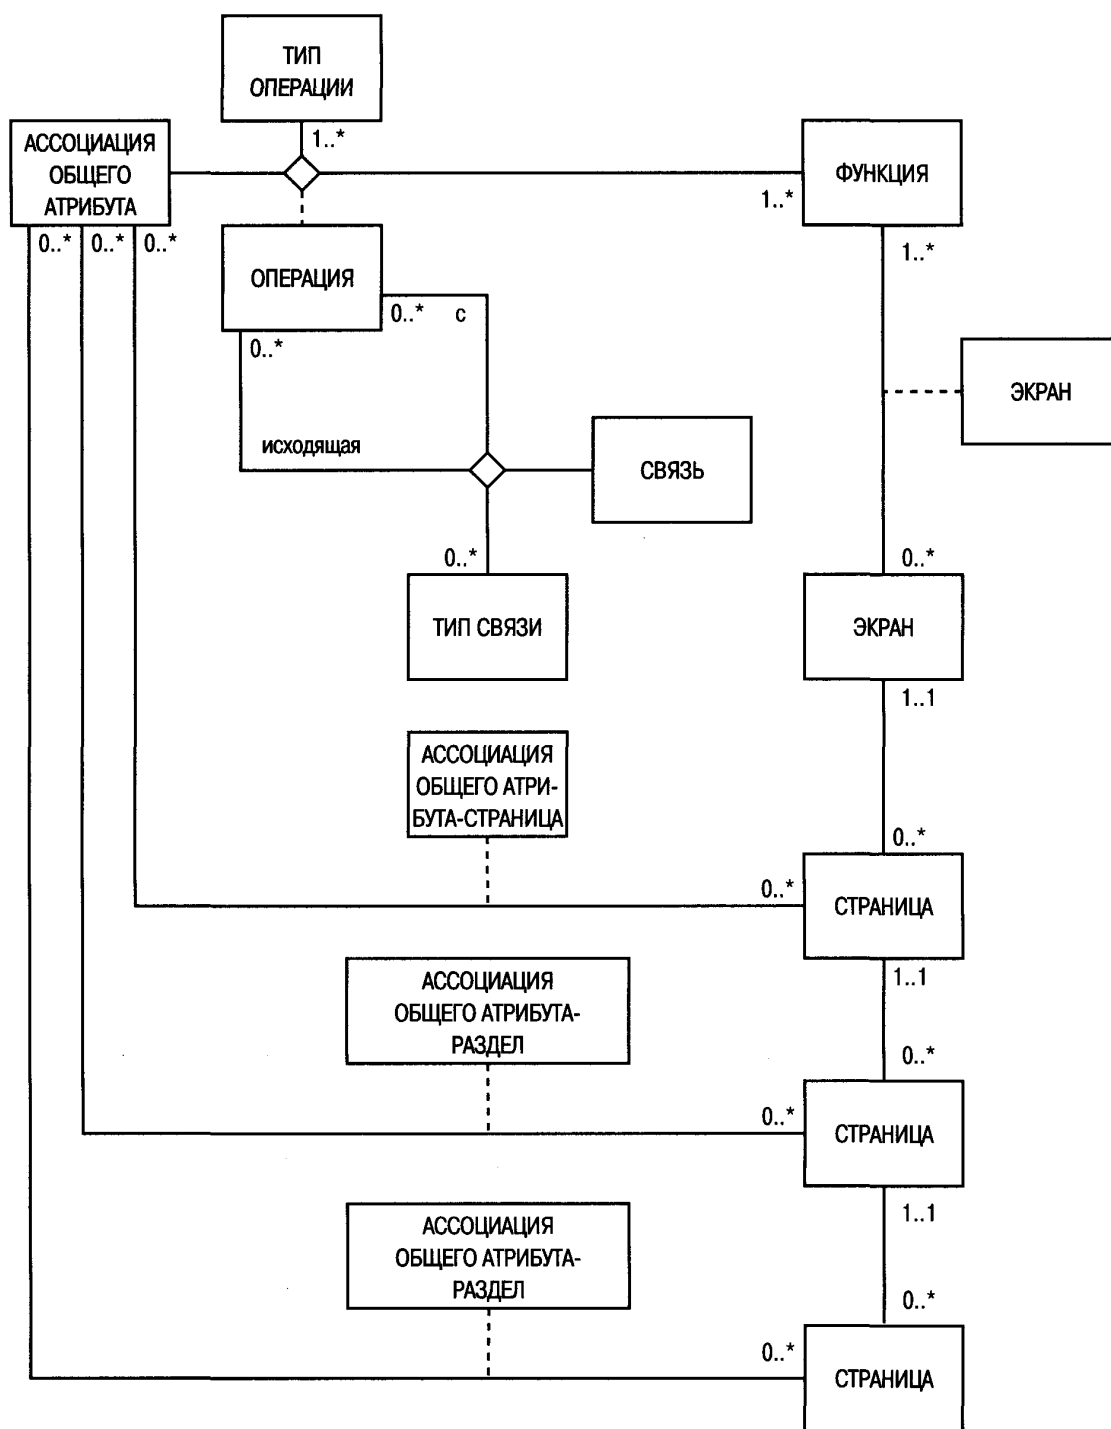 ТИП
ОПЕРАЦИИ
1..*
АССОЦИАЦИЯ
ОБЩЕГО
АТРИБУТА
ФУНКЦИЯ
1..*
0..*
0..*
0..*
1..*
ОПЕРАЦИЯ
0..*
с
0..*
ЭКРАН
исходящая
СВЯЗЬ
0..*
0..*
ТИП СВЯЗИ
ЭКРАН
1..1
АССОЦИАЦИЯ
ОБЩЕГО АТРИ-
БУТА-СТРАНИЦА
0..*
0..*
СТРАНИЦА
1..1
АССОЦИАЦИЯ
ОБЩЕГО АТРИБУТА-
РАЗДЕЛ
0..*
0..*
СТРАНИЦА
1..1
АССОЦИАЦИЯ
ОБЩЕГО АТРИБУТА-
РАЗДЕЛ
0..*
0..*
СТРАНИЦА